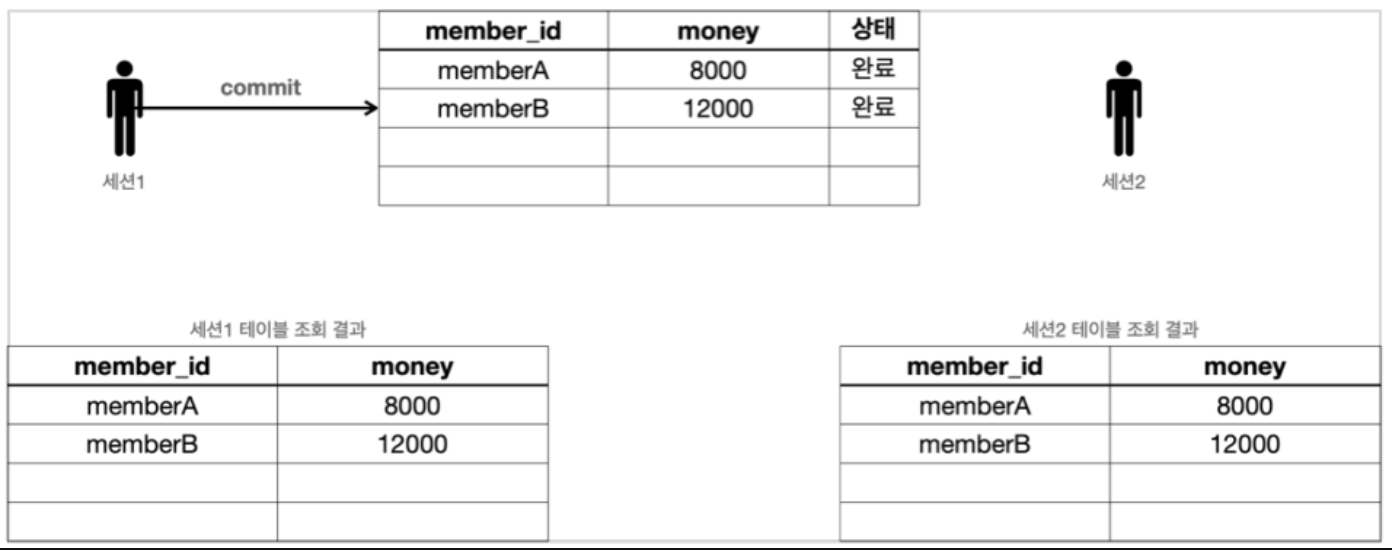 member_id money 상태
memberA 8000 완료
commit
memberB 12000 완료
세션1
세션2
세션1 테이블 조회 결과
member_id money
memberA 8000
memberB 12000
세션2 테이블 조회 결과
member_id money
memberA 8000
memberB 12000